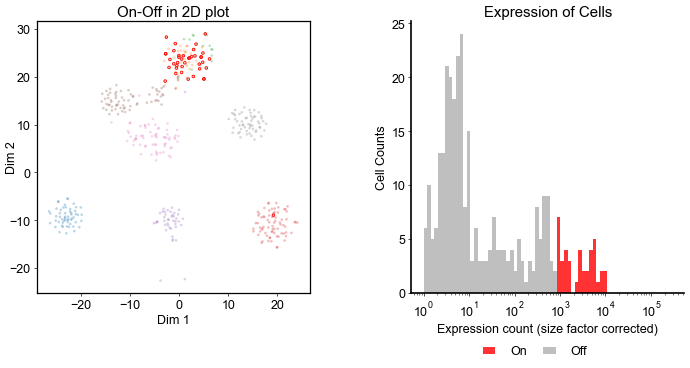 On-Off in 2D plot
30
20
10
0
−10
−20
−20 −10 0 10 20
Dim 2
Dim 1
Expression of Cells
25
20
15
10
5
0
10^0 10^1 10^2 10^3 10^4 10^5
Cell Counts
Expression count (size factor corrected)
On Off